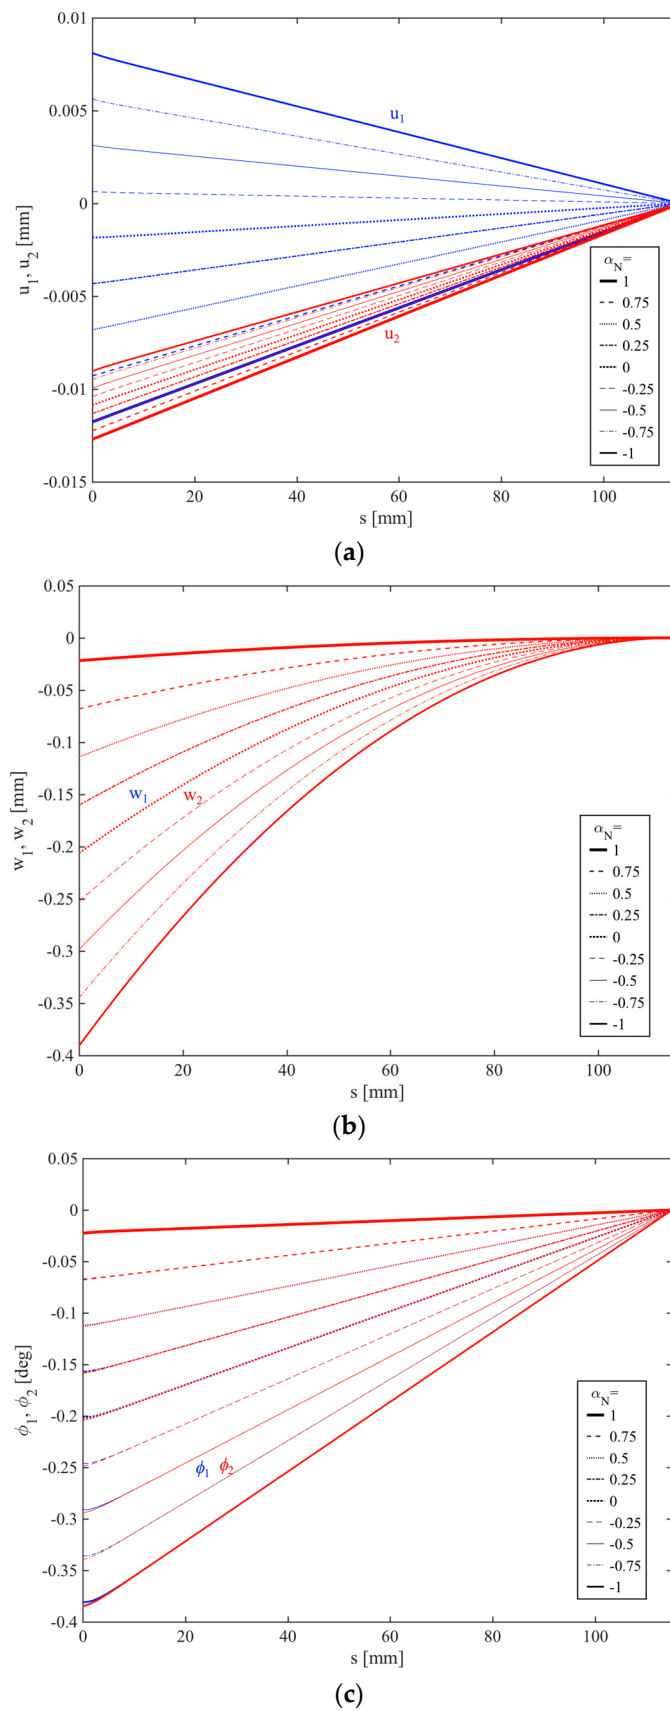 0.01
0.005
0
-0.005
-0.01
-0.015
u1, u2 [mm]
u1
u2
αN=
1
0.75
0.5
0.25
0
-0.25
-0.5
-0.75
-1
0 20 40 60 80 100
s [mm]
(a)
0.05
0
-0.05
-0.1
-0.15
-0.2
-0.25
-0.3
-0.35
-0.4
w1, w2 [mm]
w1 w2
αN=
1
0.75
0.5
0.25
0
-0.25
-0.5
-0.75
-1
0 20 40 60 80 100
s [mm]
(b)
0.05
0
-0.05
-0.1
-0.15
-0.2
-0.25
-0.3
-0.35
-0.4
ϕ1, ϕ2 [deg]
ϕ1 ϕ2
αN=
1
0.75
0.5
0.25
0
-0.25
-0.5
-0.75
-1
0 20 40 60 80 100
s [mm]
(c)